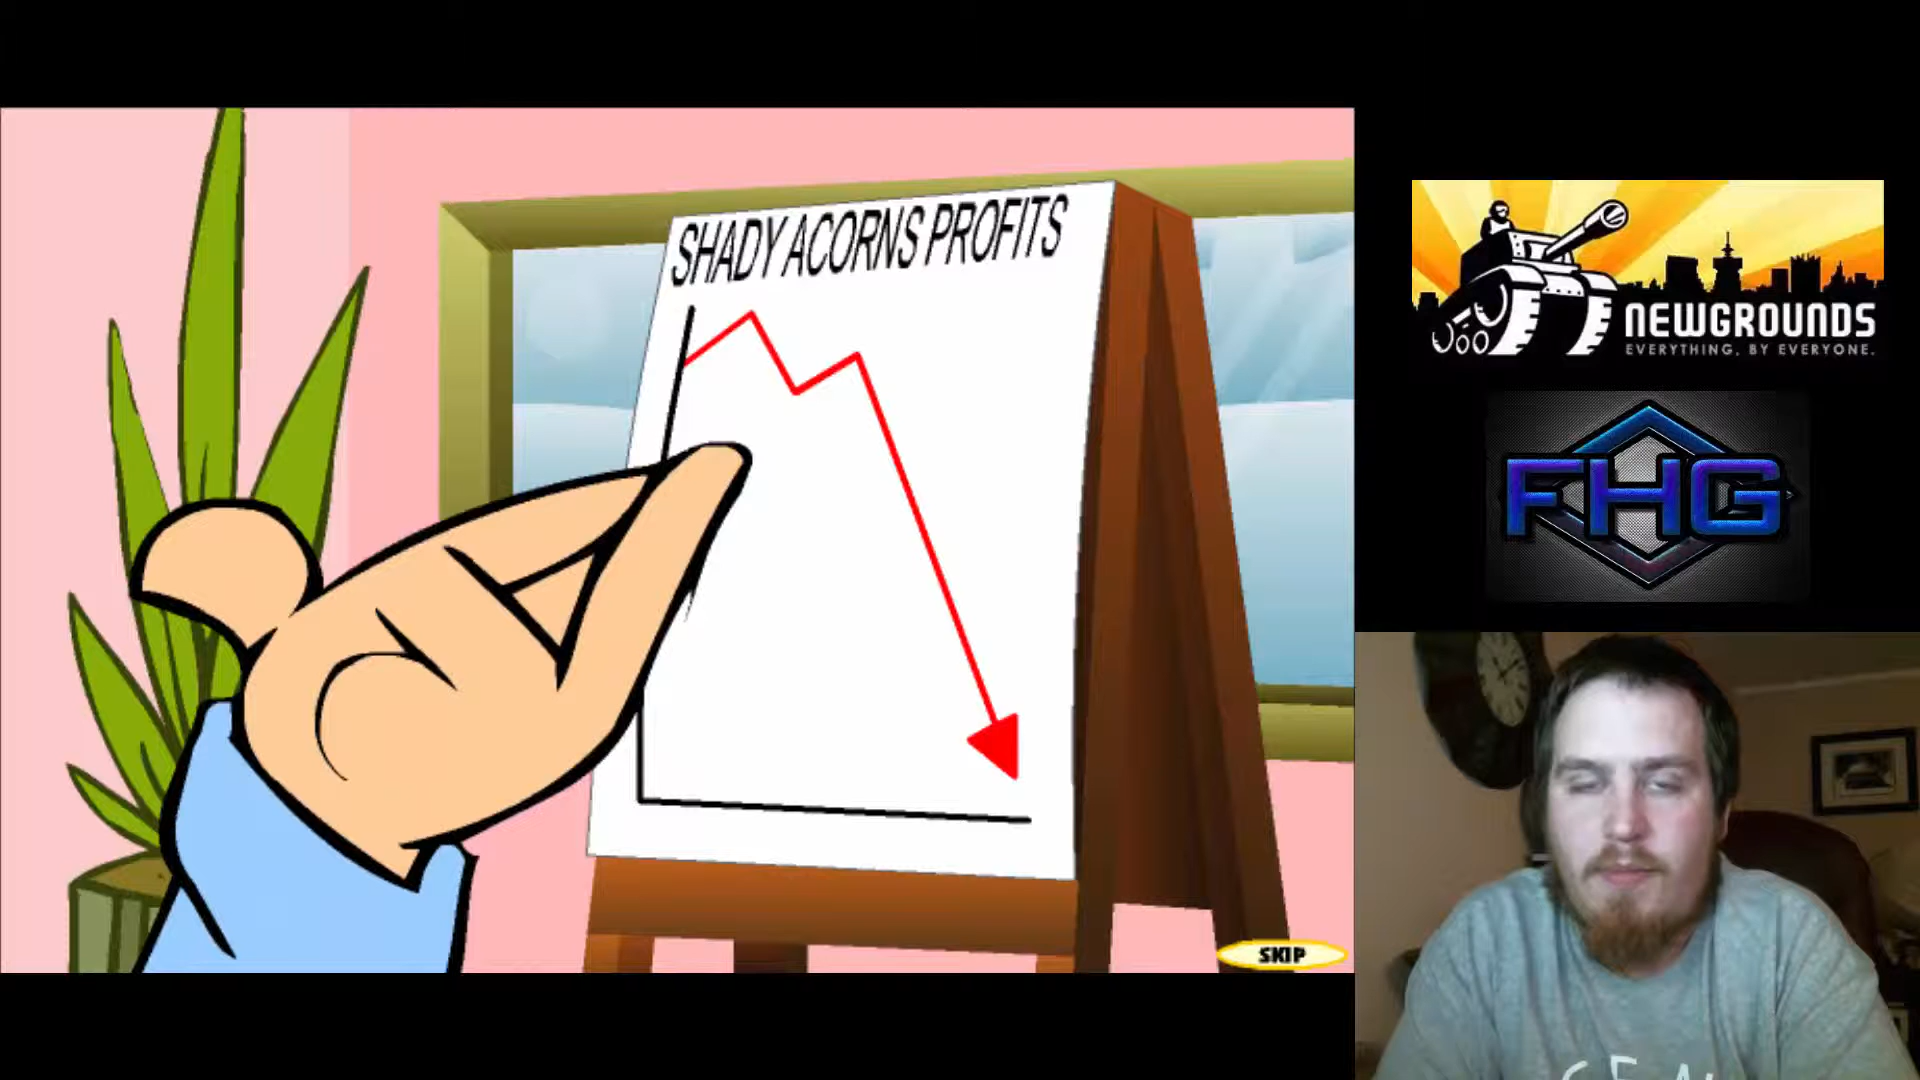 SHADY ACORNS PROFITS
SKIP
NEWGROUNDS
EVERYTHING, BY EVERYONE.
FHG